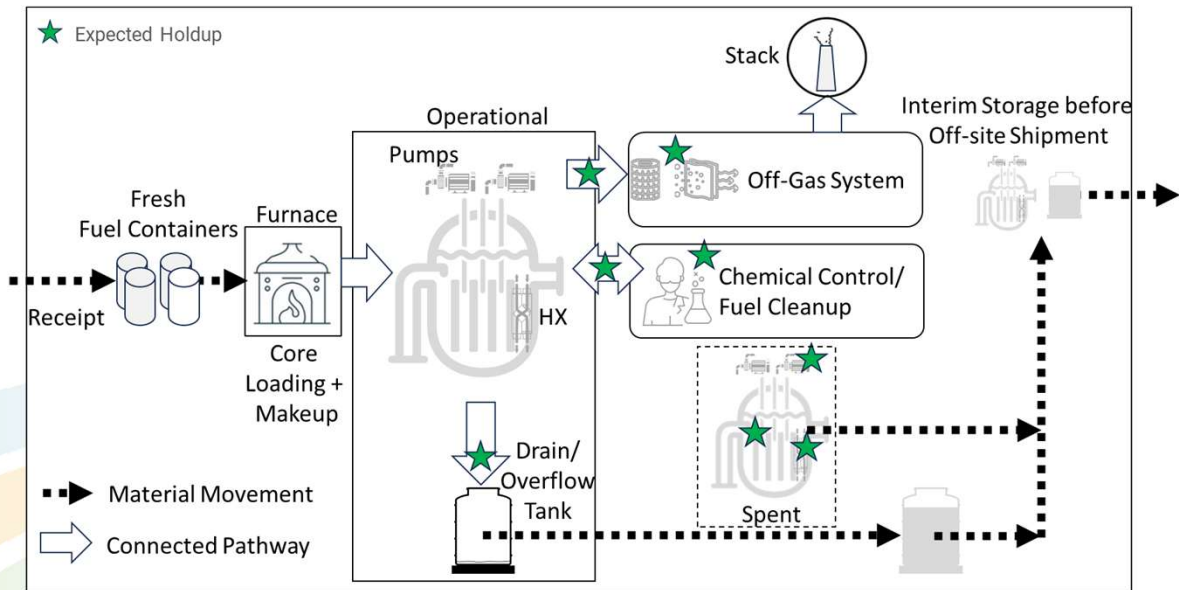 Expected Holdup
Stack
Interim Storage before
Off-site Shipment
Operational
Pumps
Off-Gas System
Fresh
Fuel Containers
Furnace
Receipt
HX
Chemical Control/
Fuel Cleanup
Core
Loading +
Makeup
Drain/
Overflow
Tank
Spent
Material Movement
Connected Pathway